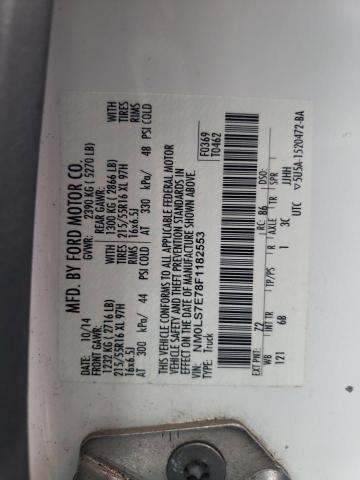 MFD. BY FORD MOTOR CO.
DATE: 10/14 GVWR: 2390 KG ( 5270 LB)
FRONT GAWR: REAR GAWR:
1232 KG ( 2716 LB) WITH 1300 KG ( 2866 LB) WITH
215/55R16 XL 97H TIRES 215/55R16 XL 97H TIRES
16x6.5J RIMS 16x6.5J RIMS
AT 300 kPa/ 44 PSI COLD AT 330 kPa/ 48 PSI COLD
THIS VEHICLE CONFORMS TO ALL APPLICABLE FEDERAL MOTOR
VEHICLE SAFETY AND THEFT PREVENTION STANDARDS IN
EFFECT ON THE DATE OF MANUFACTURE SHOWN ABOVE.
VIN: NM0LS7E78F1182553 F0369
TYPE: Truck T0462
EXT PNT: Z2 RC: 86 DSO:
WB INT TR TP/PS R AXLE TR SPR
121 6B 1 3C JJHH
UTC ▽5U5A-1520472-BA